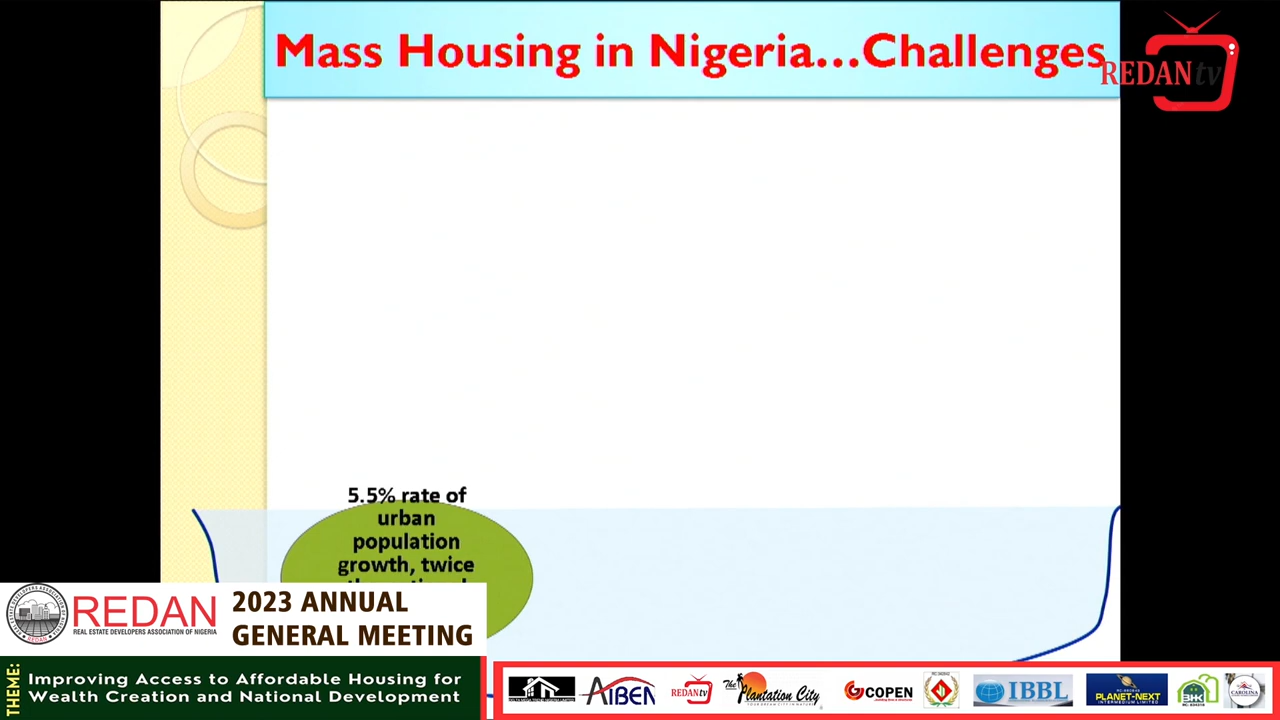 Mass Housing in Nigeria...Challenges
REDANtv
5.5% rate of
urban
population
growth, twice
REDAN
REAL ESTATE DEVELOPERS ASSOCIATION OF NIGERIA
2023 ANNUAL
GENERAL MEETING
THEME:
Improving Access to Affordable Housing for
Wealth Creation and National Development
AIBEN
REDANtv
The Plantation City
COPEN
IBBL
PLANET-NEXT
INTERMEDIUM LIMITED
BHK
CAROLINA